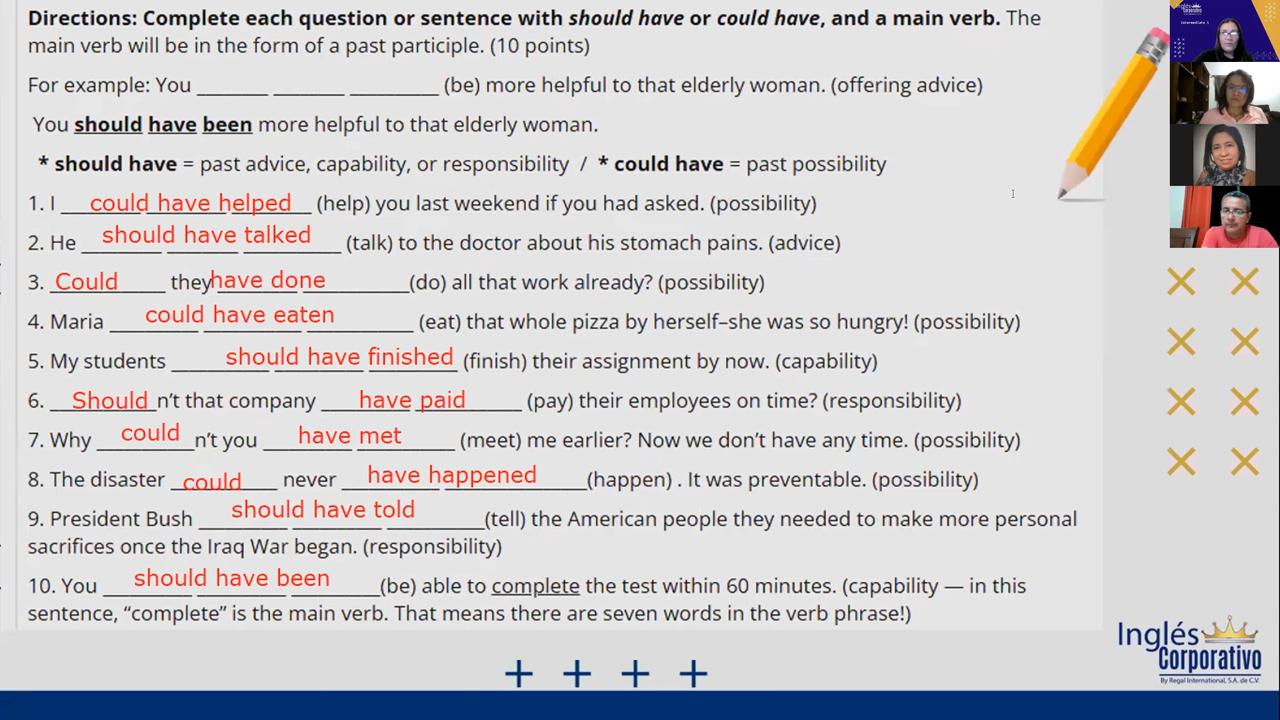 Directions: Complete each question or sentence with should have or could have, and a main verb. The
main verb will be in the form of a past participle. (10 points)
For example: You ________ ________ __________ (be) more helpful to that elderly woman. (offering advice)
You should have been more helpful to that elderly woman.
* should have = past advice, capability, or responsibility / * could have = past possibility
1. I could have helped (help) you last weekend if you had asked. (possibility)
2. He should have talked (talk) to the doctor about his stomach pains. (advice)
3. Could they have done (do) all that work already? (possibility)
4. Maria could have eaten (eat) that whole pizza by herself–she was so hungry! (possibility)
5. My students should have finished (finish) their assignment by now. (capability)
6. Should n't that company have paid (pay) their employees on time? (responsibility)
7. Why could n't you have met (meet) me earlier? Now we don't have any time. (possibility)
8. The disaster could never have happened (happen) . It was preventable. (possibility)
9. President Bush should have told (tell) the American people they needed to make more personal
sacrifices once the Iraq War began. (responsibility)
10. You should have been (be) able to complete the test within 60 minutes. (capability — in this
sentence, "complete" is the main verb. That means there are seven words in the verb phrase!)
Inglés
Corporativo
By Regal International, S.A. de C.V.
Inglés
Corporativo
Intermediate 1